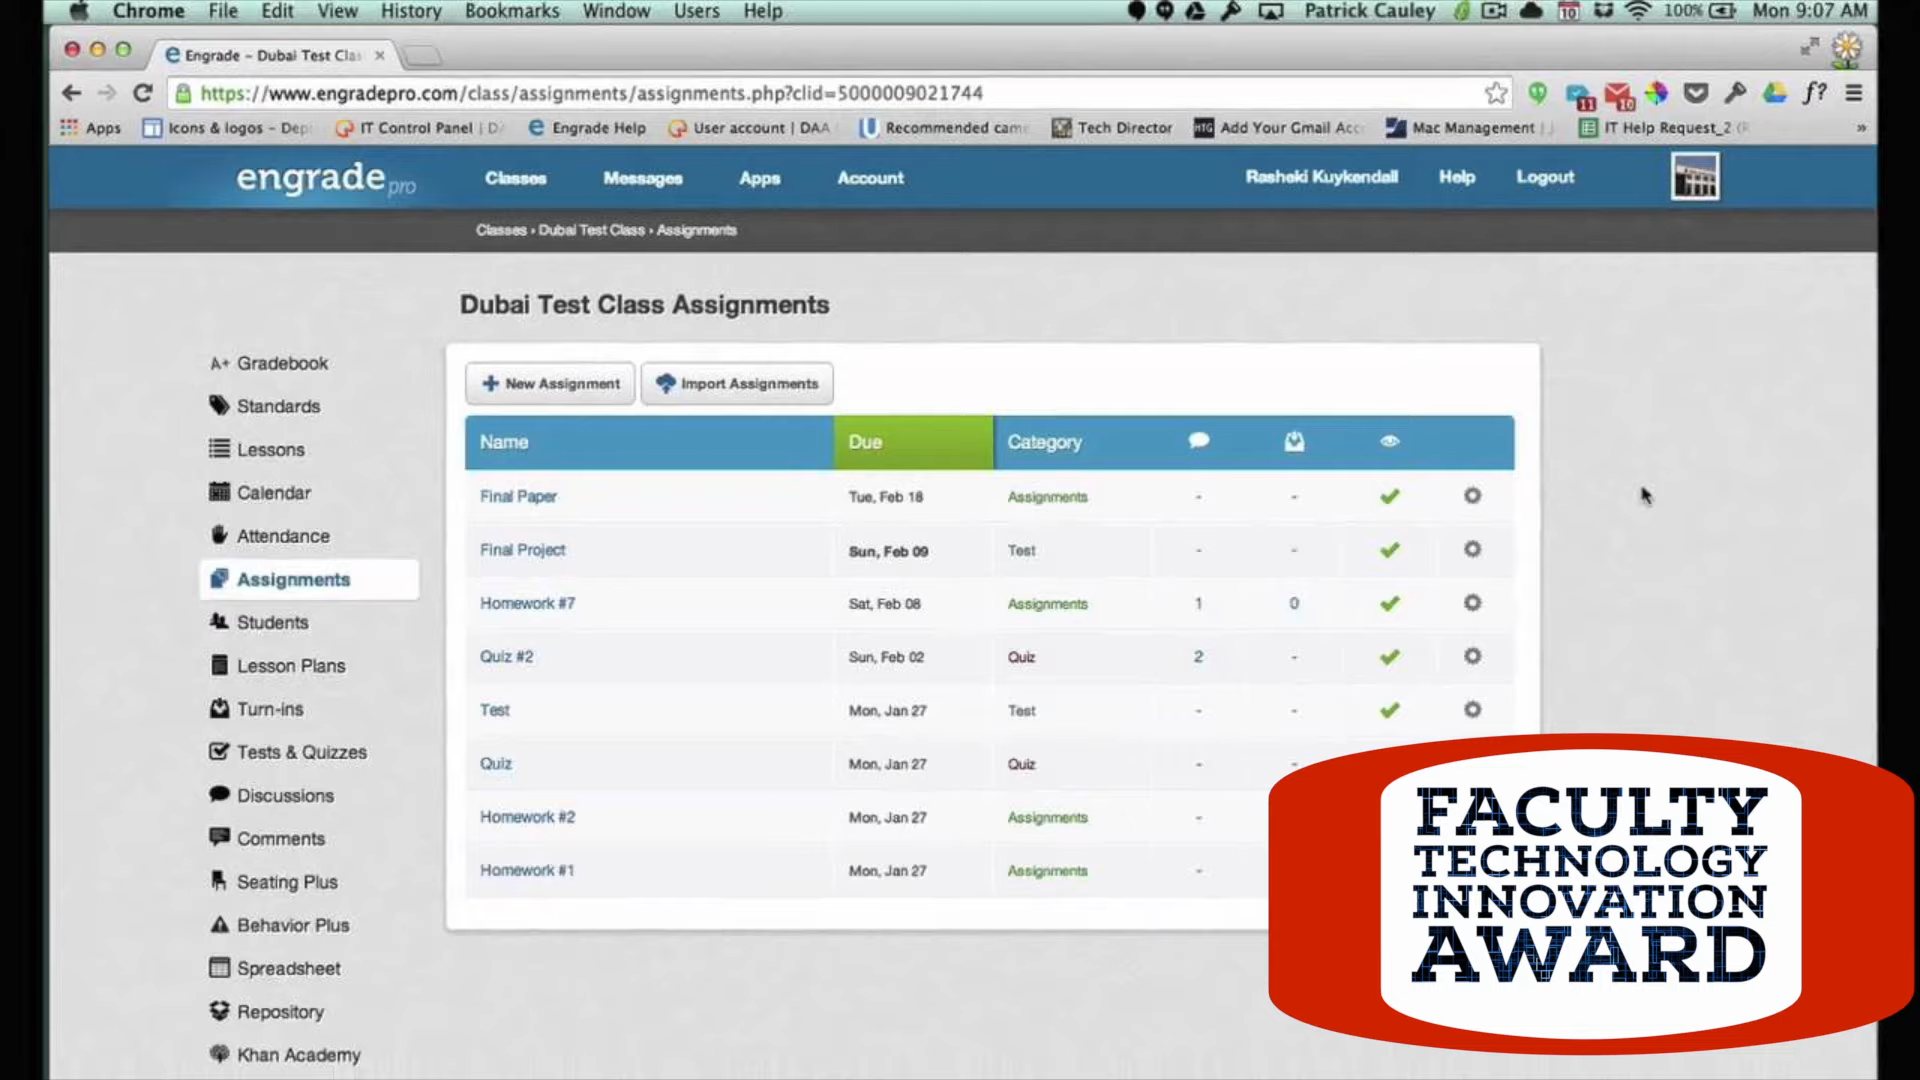 Chrome File Edit View History Bookmarks Window Users Help Patrick Cauley 10 100% Mon 9:07 AM
Engrade - Dubai Test Clas
https://www.engradepro.com/class/assignments/assignments.php?clid=5000009021744 11 10 f?
Apps Icons & logos - Dep IT Control Panel | D Engrade Help User account | DAA Recommended cam Tech Director Add Your Gmail Acc Mac Management | IT Help Request_2 (R »
engrade pro Classes Messages Apps Account Rasheki Kuykendall Help Logout
Classes › Dubai Test Class › Assignments
Dubai Test Class Assignments
A+ Gradebook
Standards
Lessons
Calendar
Attendance
Assignments
Students
Lesson Plans
Turn-ins
Tests & Quizzes
Discussions
Comments
Seating Plus
Behavior Plus
Spreadsheet
Repository
Khan Academy
New Assignment Import Assignments
Name Due Category
Final Paper Tue, Feb 18 Assignments - -
Final Project Sun, Feb 09 Test - -
Homework #7 Sat, Feb 08 Assignments 1 0
Quiz #2 Sun, Feb 02 Quiz 2 -
Test Mon, Jan 27 Test - -
Quiz Mon, Jan 27 Quiz - -
Homework #2 Mon, Jan 27 Assignments -
Homework #1 Mon, Jan 27 Assignments -
FACULTY
TECHNOLOGY
INNOVATION
AWARD